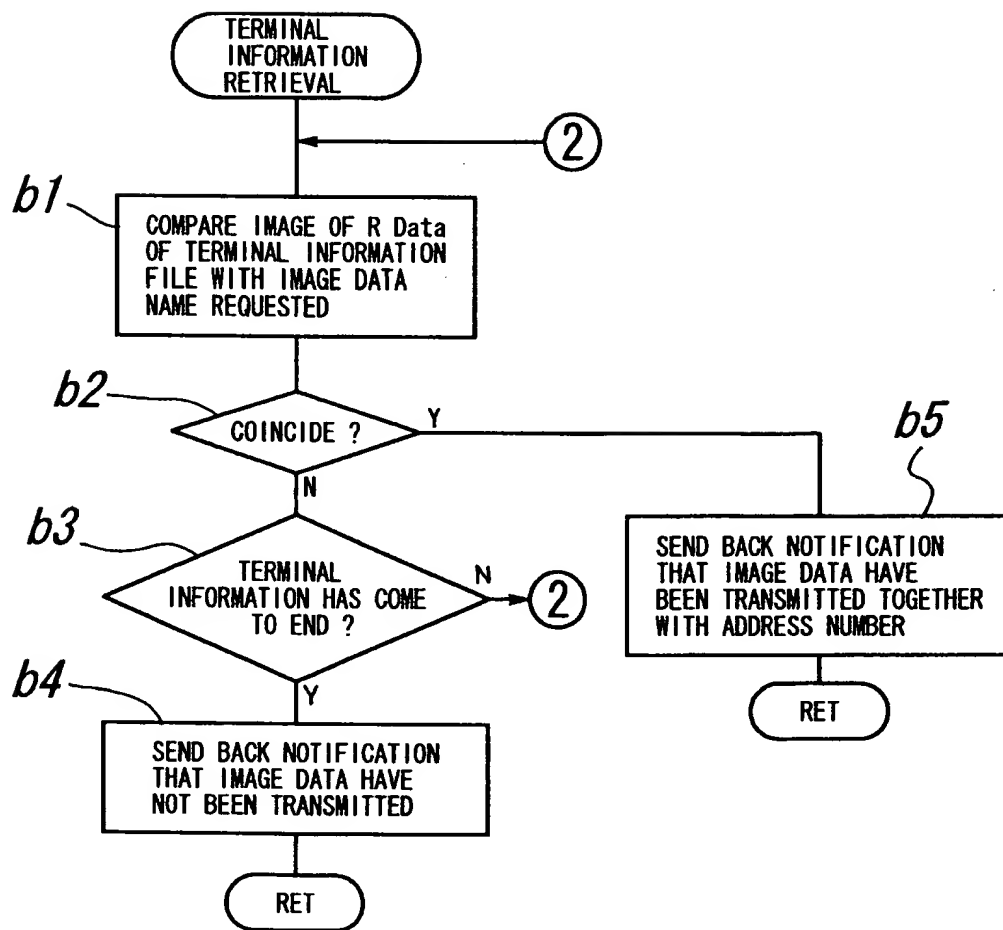 TERMINAL
INFORMATION
RETRIEVAL
2
b1
COMPARE IMAGE OF R Data
OF TERMINAL INFORMATION
FILE WITH IMAGE DATA
NAME REQUESTED
b2
COINCIDE ?
Y
N
b5
SEND BACK NOTIFICATION
THAT IMAGE DATA HAVE
BEEN TRANSMITTED TOGETHER
WITH ADDRESS NUMBER
RET
b3
TERMINAL
INFORMATION HAS COME
TO END ?
N
2
Y
b4
SEND BACK NOTIFICATION
THAT IMAGE DATA HAVE
NOT BEEN TRANSMITTED
RET